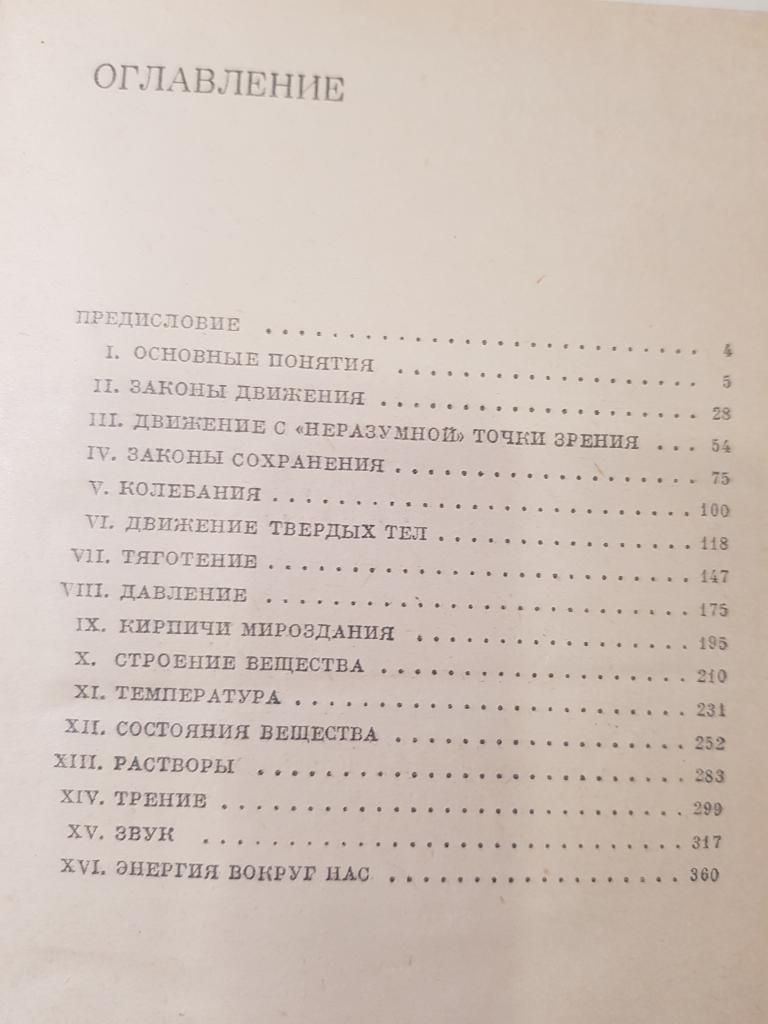 ОГЛАВЛЕНИЕ
ПРЕДИСЛОВИЕ . . . . . . . . . . . . . . . . . . . . . . . . . . 4
I. ОСНОВНЫЕ ПОНЯТИЯ . . . . . . . . . . . . . . . . . . 5
II. ЗАКОНЫ ДВИЖЕНИЯ . . . . . . . . . . . . . . . . . . . 28
III. ДВИЖЕНИЕ С «НЕРАЗУМНОЙ» ТОЧКИ ЗРЕНИЯ . . . 54
IV. ЗАКОНЫ СОХРАНЕНИЯ . . . . . . . . . . . . . . . . . . 75
V. КОЛЕБАНИЯ . . . . . . . . . . . . . . . . . . . . . . . . . 100
VI. ДВИЖЕНИЕ ТВЕРДЫХ ТЕЛ . . . . . . . . . . . . . . . 118
VII. ТЯГОТЕНИЕ . . . . . . . . . . . . . . . . . . . . . . . . . 147
VIII. ДАВЛЕНИЕ . . . . . . . . . . . . . . . . . . . . . . . . . 175
IX. КИРПИЧИ МИРОЗДАНИЯ . . . . . . . . . . . . . . . . 195
X. СТРОЕНИЕ ВЕЩЕСТВА . . . . . . . . . . . . . . . . . . 210
XI. ТЕМПЕРАТУРА . . . . . . . . . . . . . . . . . . . . . . . 231
XII. СОСТОЯНИЯ ВЕЩЕСТВА . . . . . . . . . . . . . . . . . 252
XIII. РАСТВОРЫ . . . . . . . . . . . . . . . . . . . . . . . . . 283
XIV. ТРЕНИЕ . . . . . . . . . . . . . . . . . . . . . . . . . . . 299
XV. ЗВУК . . . . . . . . . . . . . . . . . . . . . . . . . . . . 317
XVI. ЭНЕРГИЯ ВОКРУГ НАС . . . . . . . . . . . . . . . . . 360